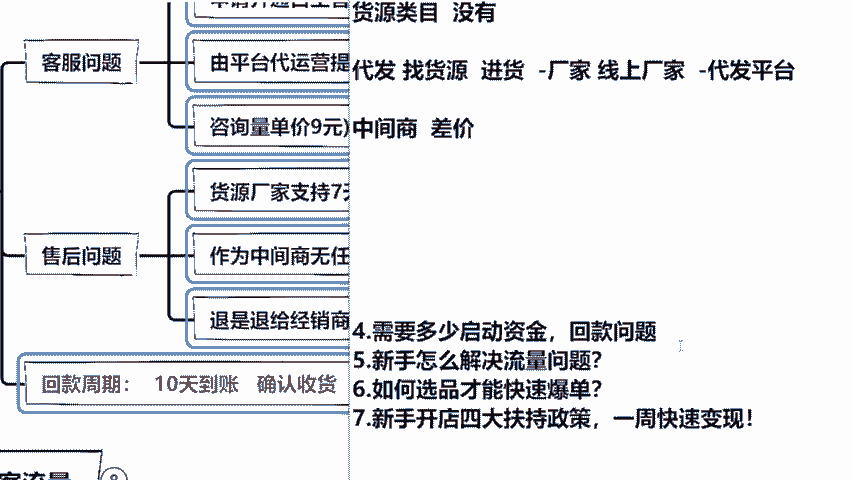 客服问题
由平台代运营提
咨询量单价9元)
货源厂家支持7天
售后问题
作为中间商无任
退是退给经销商
回款周期： 10天到账 确认收货
货源类目 没有
代发 找货源 进货 -厂家 线上厂家 -代发平台
中间商 差价
4.需要多少启动资金，回款问题
5.新手怎么解决流量问题？
6.如何选品才能快速爆单？
7.新手开店四大扶持政策，一周快速变现！